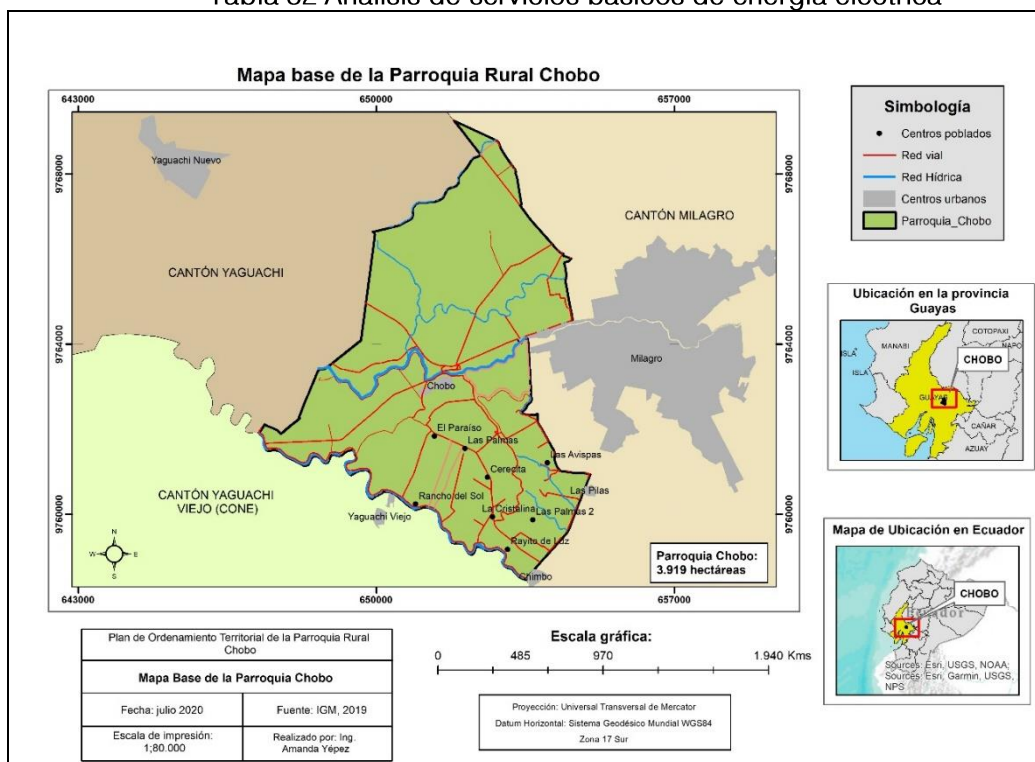 Tabla 32 Análisis de servicios básicos de energía eléctrica
Mapa base de la Parroquia Rural Chobo
643000
650000
657000
9768000
9768000
Yaguachi Nuevo
CANTÓN MILAGRO
CANTÓN YAGUACHI
9764000
9764000
Milagro
Chobo
El Paraíso
Las Palmas
Las Avispas
Cerecita
Las Pilas
CANTÓN YAGUACHI
VIEJO (CONE)
Rancho del Sol
Yaguachi Viejo
La Cristalina
Las Palmas 2
9760000
9760000
Rayito de Luz
Chimbo
N
W
E
S
Parroquia Chobo:
3.919 hectáreas
643000
650000
657000
Simbología
Centros poblados
Red vial
Red Hídrica
Centros urbanos
Parroquia_Chobo
Ubicación en la provincia
Guayas
COTOPAXI
MANABI
NAPO
ISLA
CHOBO
ISLA
GUAYAS
CAÑAR
AZUAY
Mapa de Ubicación en Ecuador
CHOBO
Sources: Esri, USGS, NOAA;
Sources: Esri, Garmin, USGS,
NPS
Plan de Ordenamiento Territorial de la Parroquia Rural
Chobo
Mapa Base de la Parroquia Chobo
Fecha: julio 2020
Fuente: IGM, 2019
Escala de impresión:
1;80.000
Realizado por: Ing.
Amanda Yépez
Escala gráfica:
0 485 970 1.940 Kms
Proyección: Universal Transversal de Mercator
Datum Horizontal: Sistema Geodésico Mundial WGS84
Zona 17 Sur